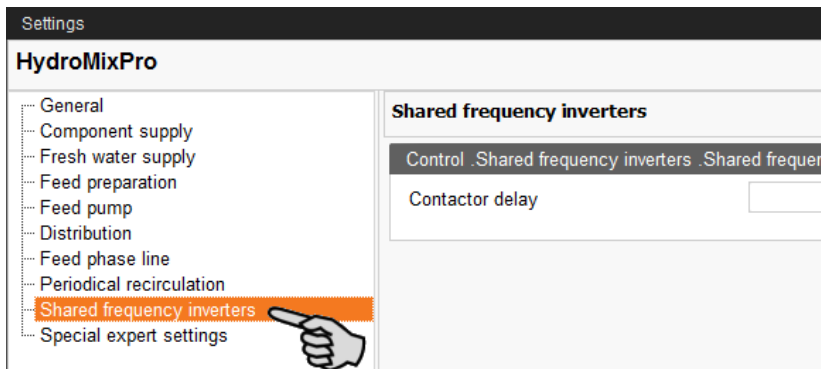 Settings
HydroMixPro
General
Component supply
Fresh water supply
Feed preparation
Feed pump
Distribution
Feed phase line
Periodical recirculation
Shared frequency inverters
Special expert settings
Shared frequency inverters
Control .Shared frequency inverters .Shared frequen
Contactor delay